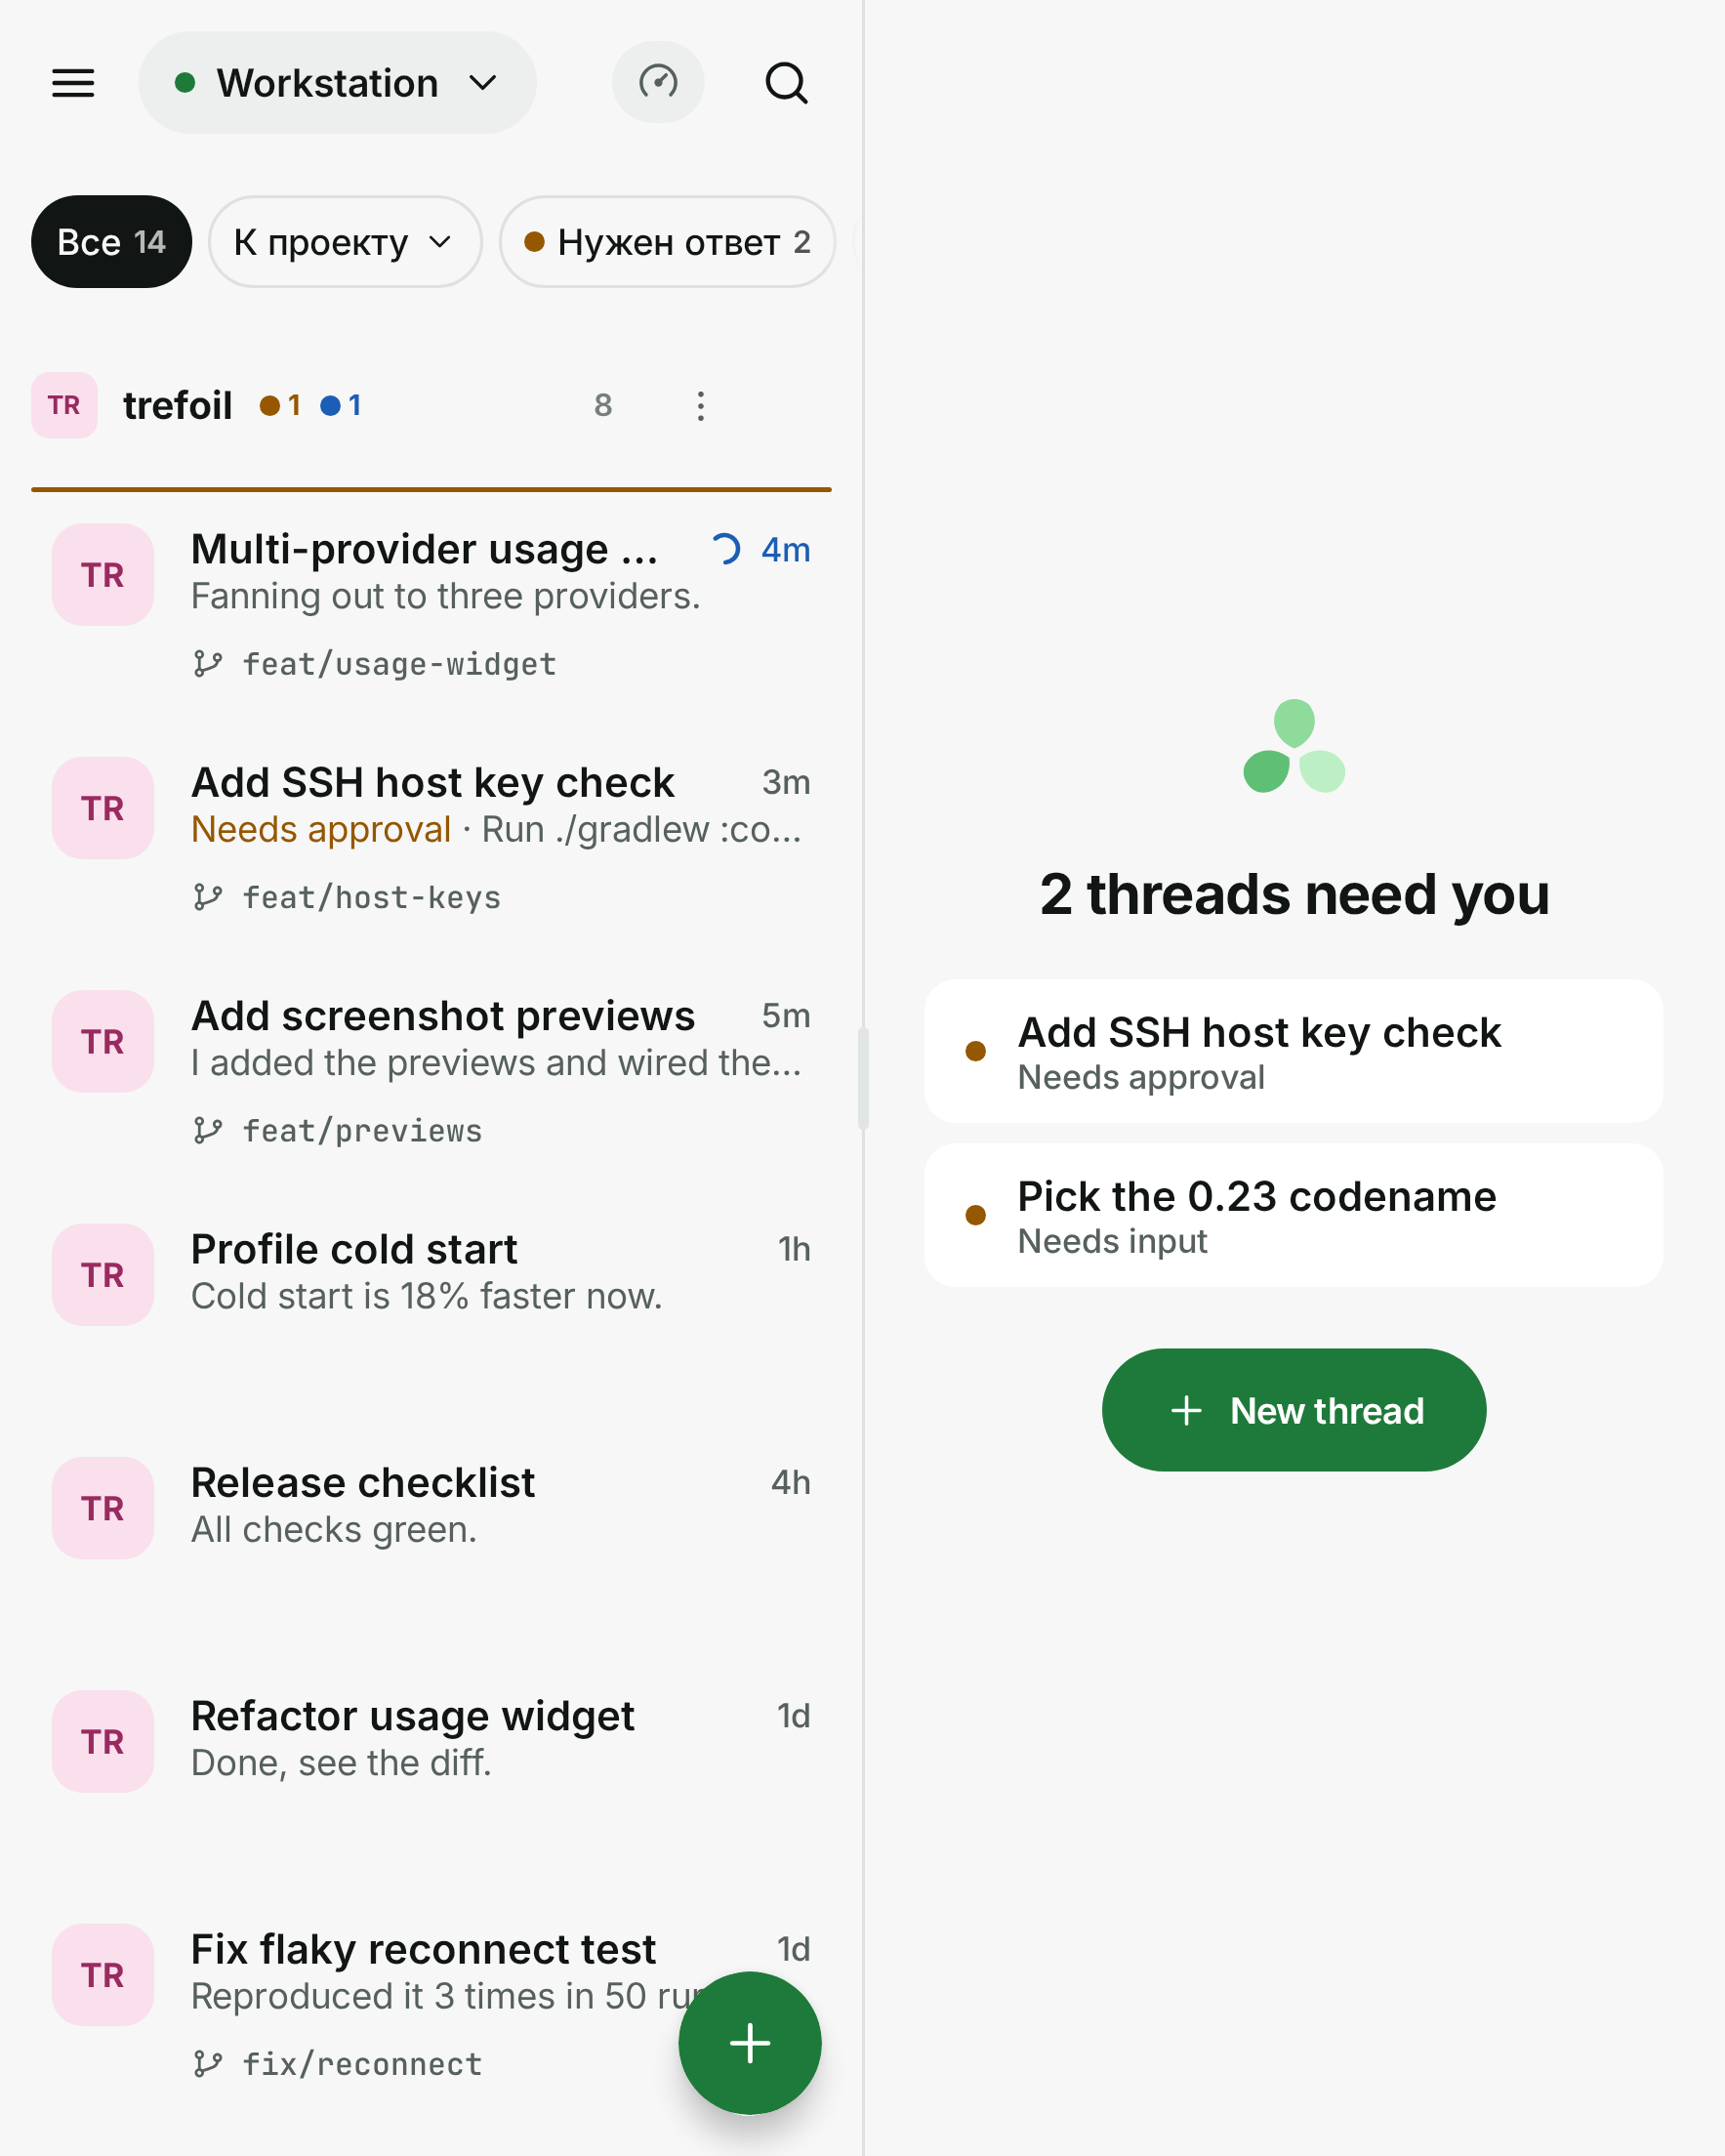 Workstation
Все 14
К проекту
Нужен ответ 2
TR trefoil 1 1 8
TR
Multi-provider usage ... 4m
Fanning out to three providers.
feat/usage-widget
TR
Add SSH host key check 3m
Needs approval · Run ./gradlew :co...
feat/host-keys
TR
Add screenshot previews 5m
I added the previews and wired the...
feat/previews
TR
Profile cold start 1h
Cold start is 18% faster now.
TR
Release checklist 4h
All checks green.
TR
Refactor usage widget 1d
Done, see the diff.
TR
Fix flaky reconnect test 1d
Reproduced it 3 times in 50
fix/reconnect
2 threads need you
Add SSH host key check
Needs approval
Pick the 0.23 codename
Needs input
New thread